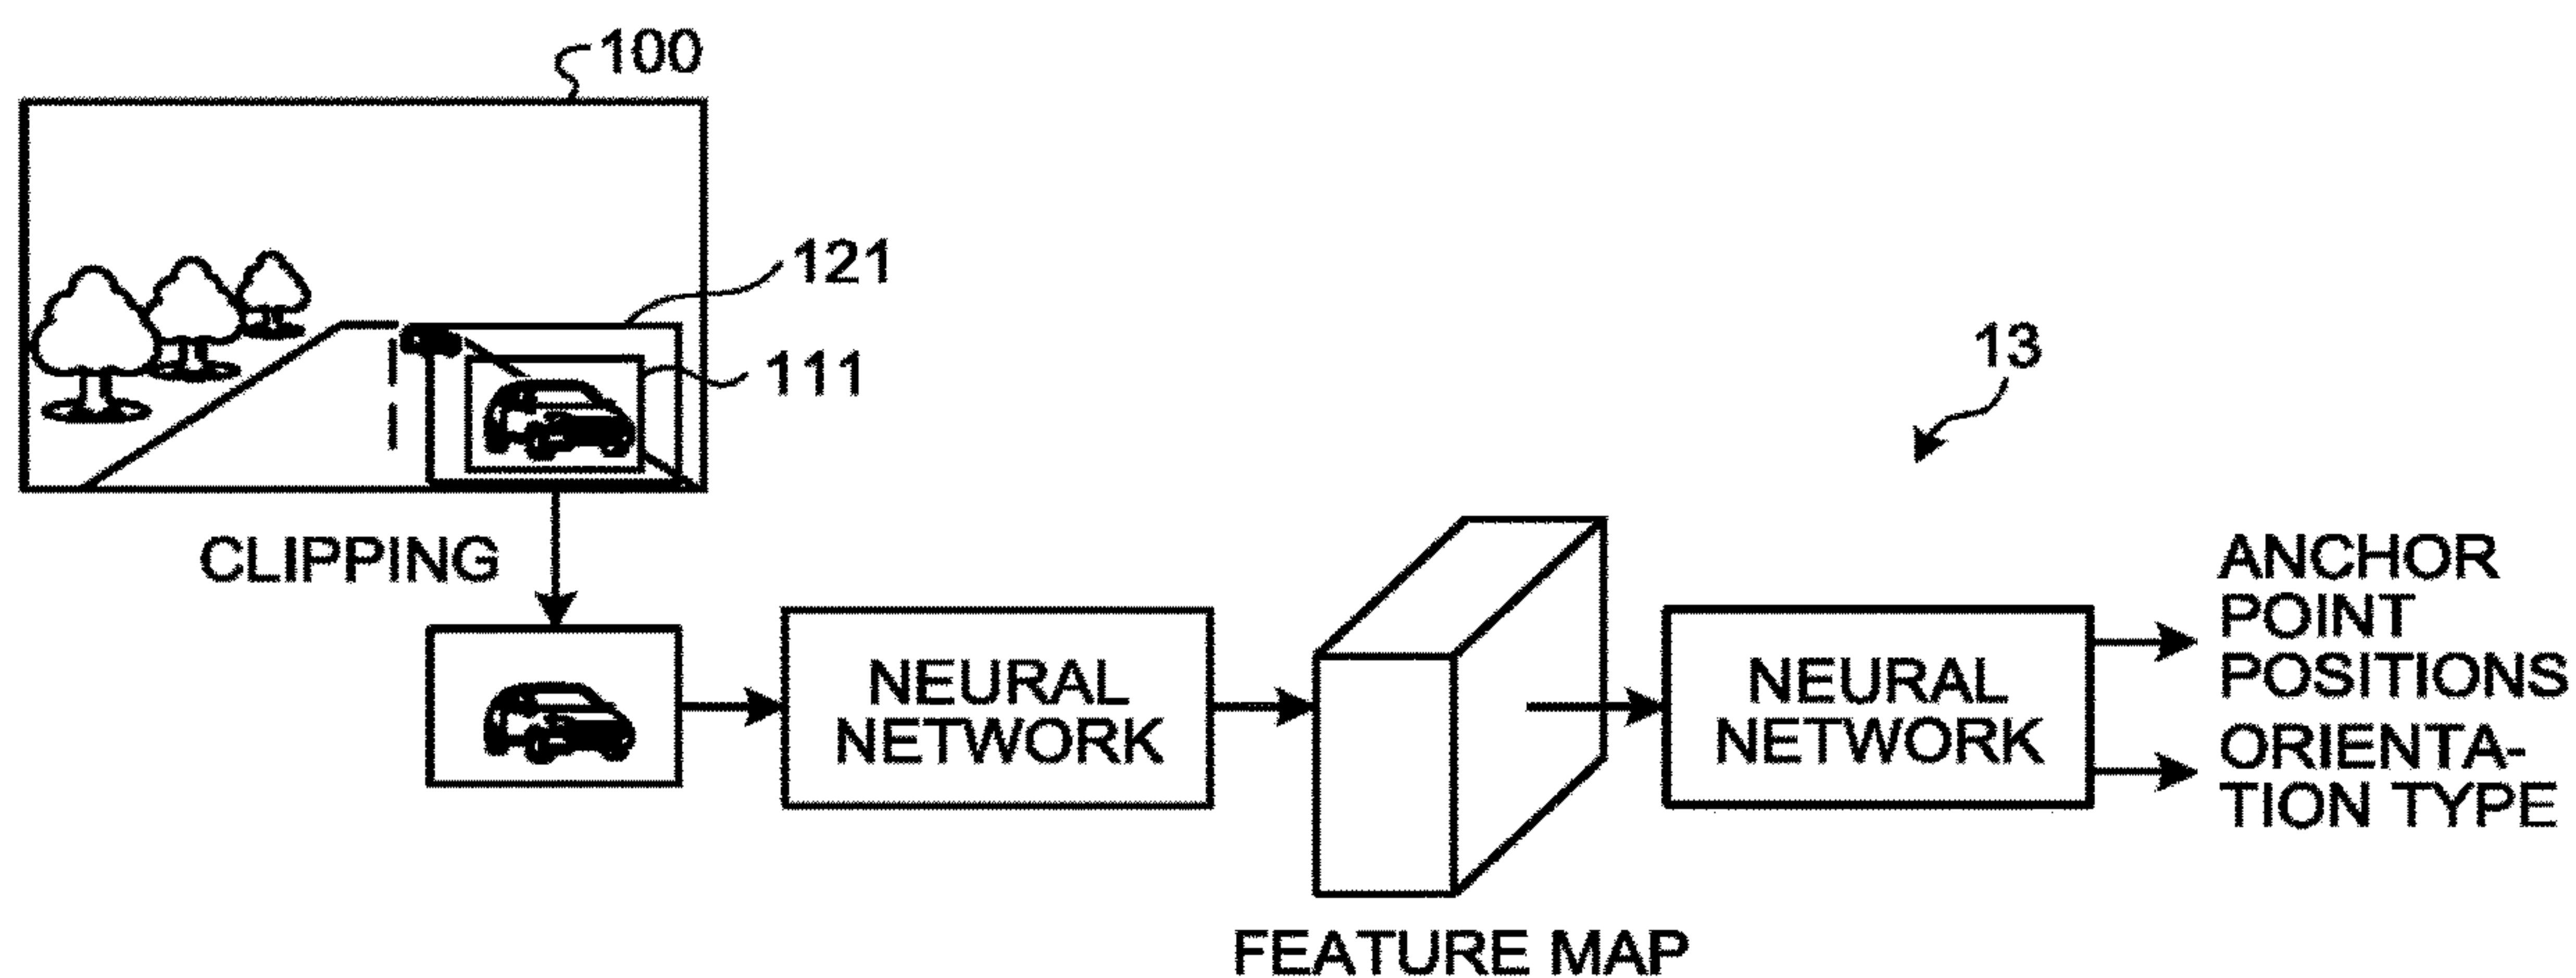 100
121
111
13
CLIPPING
NEURAL
NETWORK
FEATURE MAP
NEURAL
NETWORK
ANCHOR
POINT
POSITIONS
ORIENTA-
TION TYPE